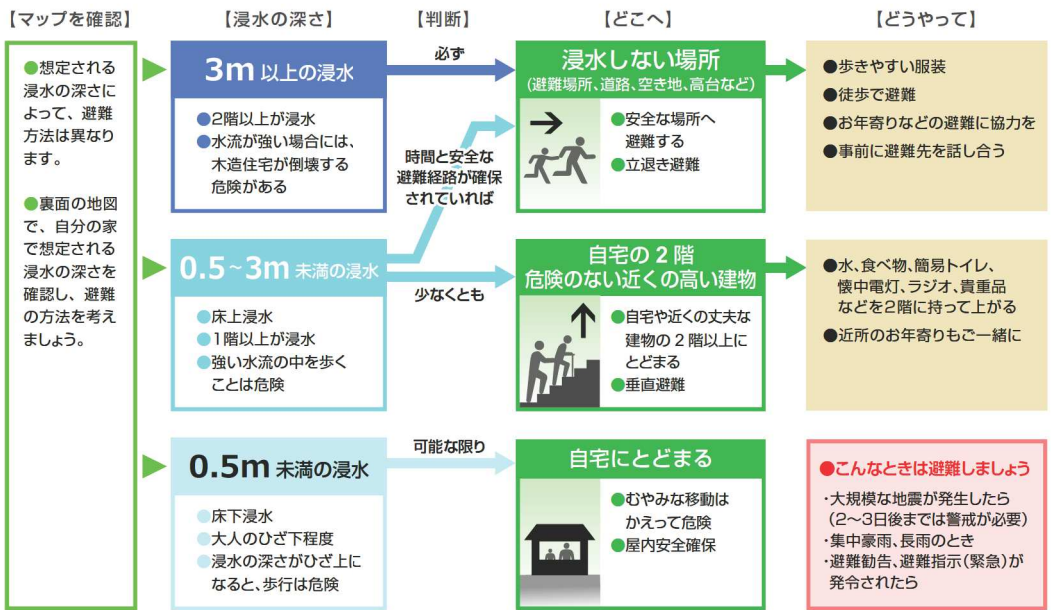 【マップを確認】
【浸水の深さ】
【判断】
【どこへ】
【どうやって】
●想定される
浸水の深さに
よって、避難
方法は異なり
ます。
●裏面の地図
で、自分の家
で想定される
浸水の深さを
確認し、避難
の方法を考え
ましょう。
3m 以上の浸水
●2階以上が浸水
●水流が強い場合には、
木造住宅が倒壊する
危険がある
必ず
浸水しない場所
(避難場所、道路、空き地、高台など)
●安全な場所へ
避難する
●立退き避難
●歩きやすい服装
●徒歩で避難
●お年寄りなどの避難に協力を
●事前に避難先を話し合う
時間と安全な
避難経路が確保
されていれば
0.5~3m 未満の浸水
●床上浸水
●1階以上が浸水
●強い水流の中を歩く
ことは危険
少なくとも
自宅の2階
危険のない近くの高い建物
●自宅や近くの丈夫な
建物の2階以上に
とどまる
●垂直避難
●水、食べ物、簡易トイレ、
懐中電灯、ラジオ、貴重品
などを2階に持って上がる
●近所のお年寄りもご一緒に
0.5m 未満の浸水
●床下浸水
●大人のひざ下程度
●浸水の深さがひざ上に
なると、歩行は危険
可能な限り
自宅にとどまる
●むやみな移動は
かえって危険
●屋内安全確保
●こんなときは避難しましょう
・大規模な地震が発生したら
(2〜3日後までは警戒が必要)
・集中豪雨、長雨のとき
・避難勧告、避難指示(緊急)が
発令されたら